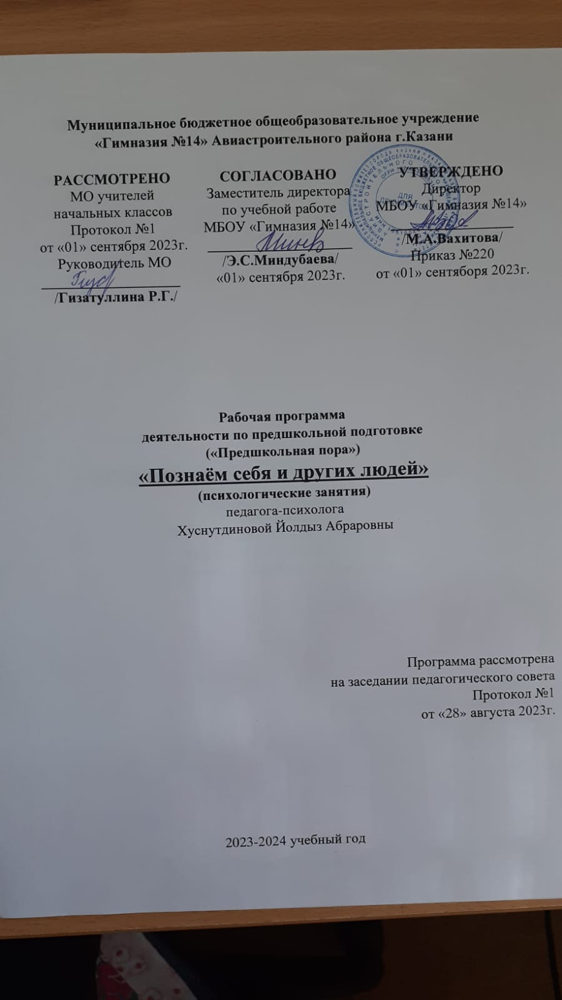 Муниципальное бюджетное общеобразовательное учреждение
«Гимназия №14» Авиастроительного района г.Казани
РАССМОТРЕНО
МО учителей
начальных классов
Протокол №1
от «01» сентября 2023г.
Руководитель МО
/Гизатуллина Р.Г./
СОГЛАСОВАНО
Заместитель директора
по учебной работе
МБОУ «Гимназия №14»
/Э.С.Миндубаева/
«01» сентября 2023г.
УТВЕРЖДЕНО
Директор
МБОУ «Гимназия №14»
/М.А.Вахитова/
Приказ №220
от «01» сентяборя 2023г.
ДЛЯ
Рабочая программа
деятельности по предшкольной подготовке
(«Предшкольная пора»)
«Познаём себя и других людей»
(психологические занятия)
педагога-психолога
Хуснутдиновой Йолдыз Абраровны
Программа рассмотрена
на заседании педагогического совета
Протокол №1
от «28» августа 2023г.
2023-2024 учебный год